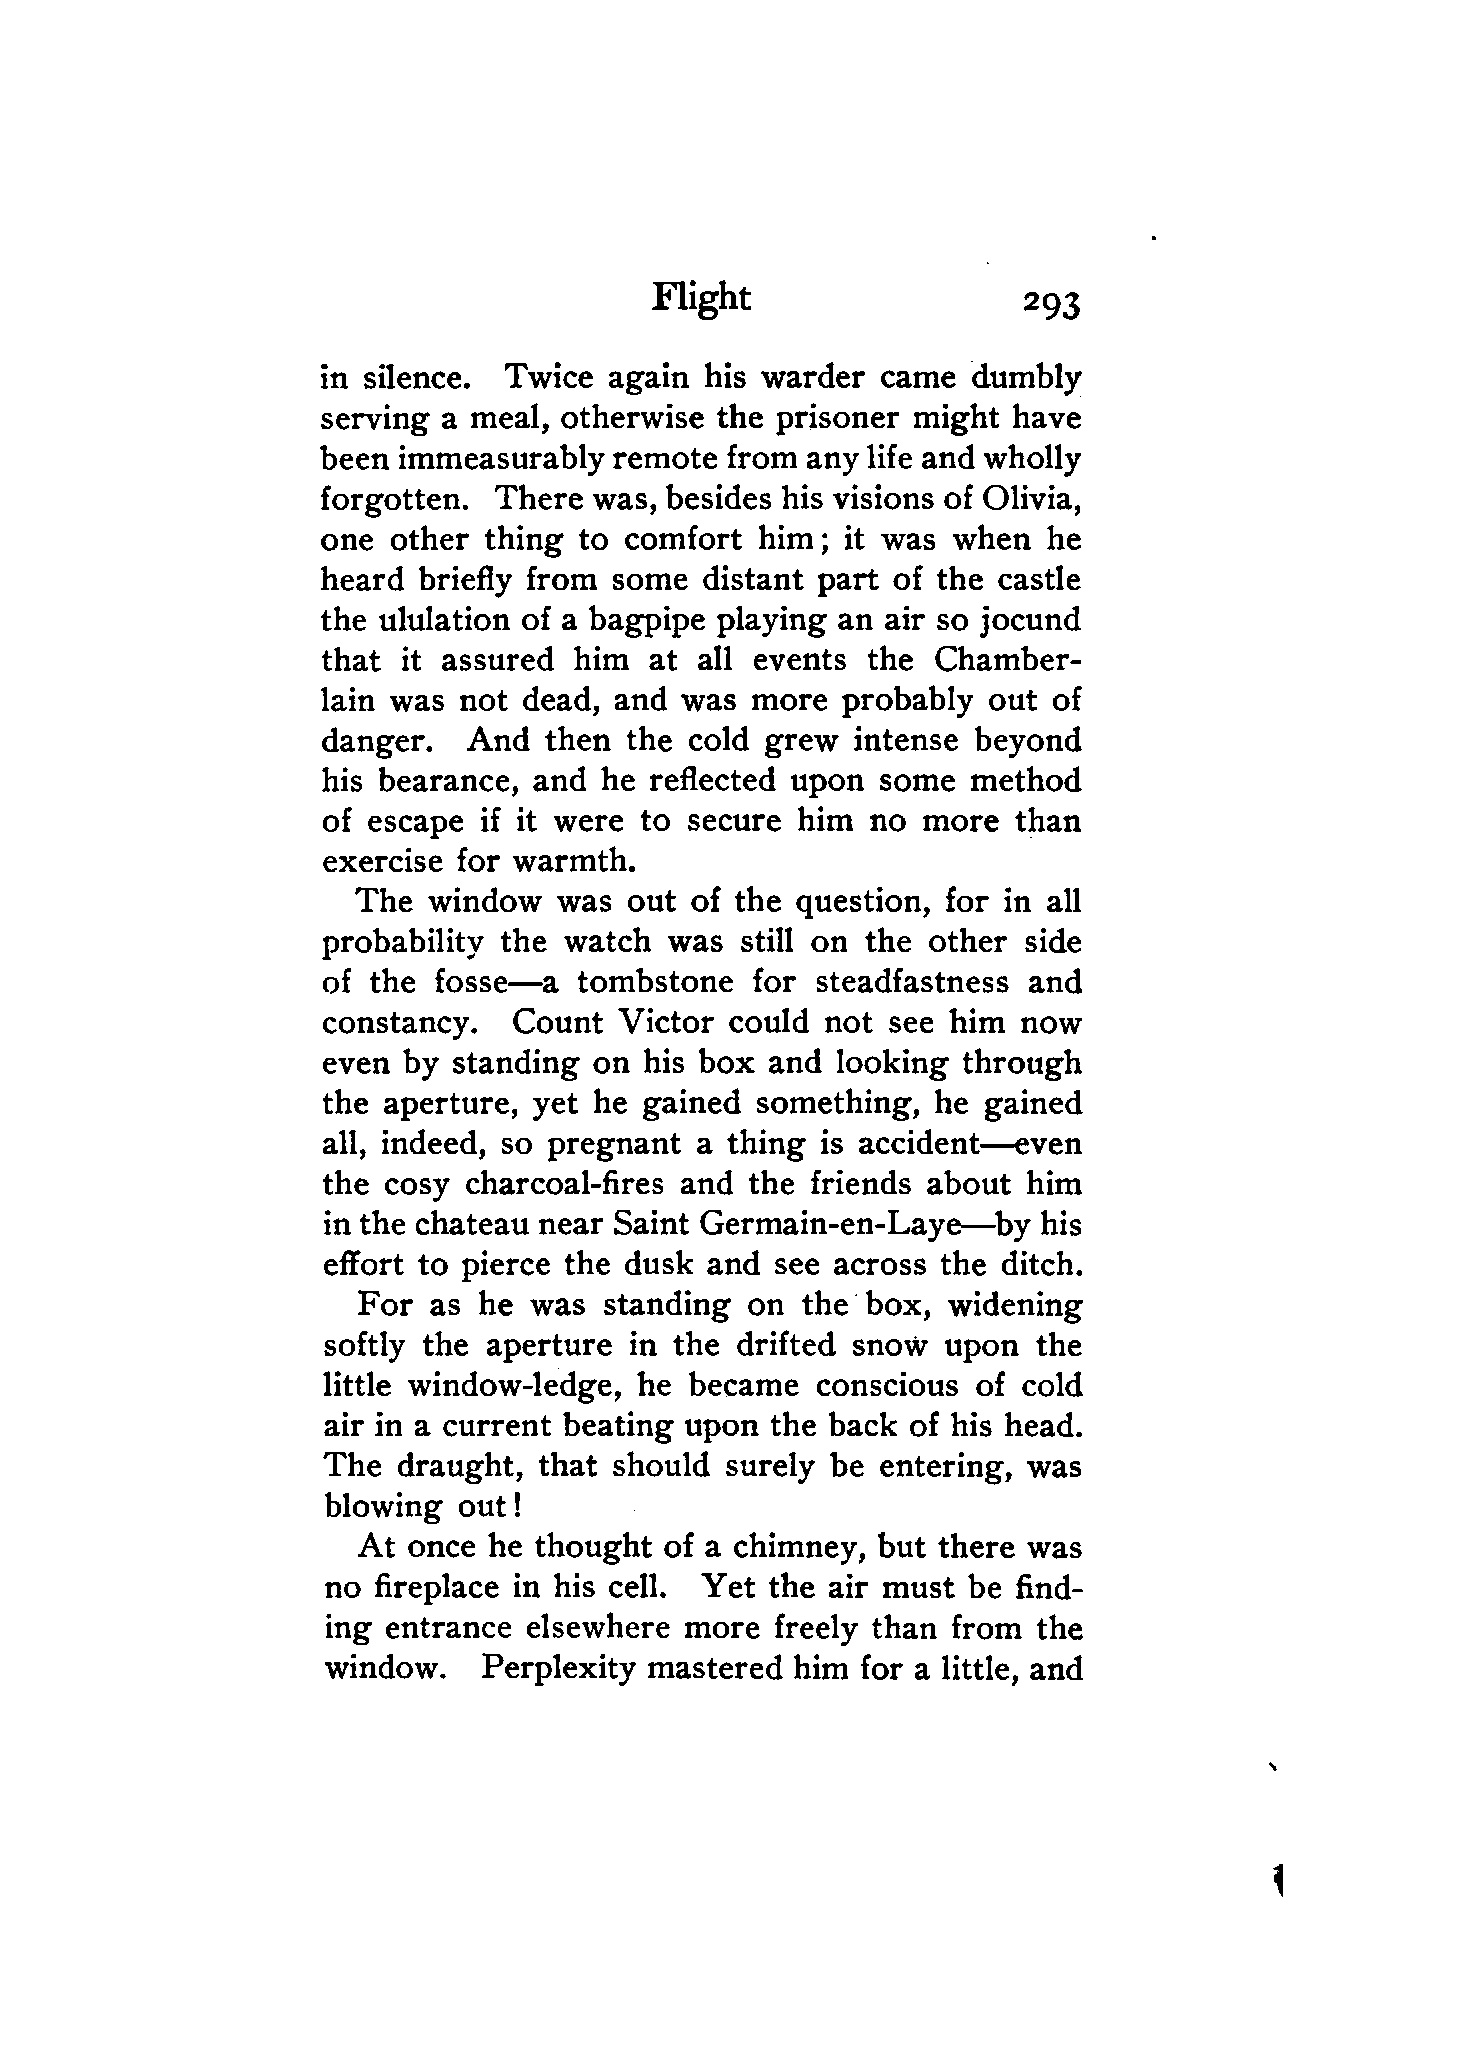 Flight 293
in silence. Twice again his warder came dumbly
serving a meal, otherwise the prisoner might have
been immeasurably remote from any life and wholly
forgotten. There was, besides his visions of Olivia,
one other thing to comfort him; it was when he
heard briefly from some distant part of the castle
the ululation of a bagpipe playing an air so jocund
that it assured him at all events the Chamber-
lain was not dead, and was more probably out of
danger. And then the cold grew intense beyond
his bearance, and he reflected upon some method
of escape if it were to secure him no more than
exercise for warmth.
The window was out of the question, for in all
probability the watch was still on the other side
of the fosse—a tombstone for steadfastness and
constancy. Count Victor could not see him now
even by standing on his box and looking through
the aperture, yet he gained something, he gained
all, indeed, so pregnant a thing is accident—even
the cosy charcoal-fires and the friends about him
in the chateau near Saint Germain-en-Laye—by his
effort to pierce the dusk and see across the ditch.
For as he was standing on the box, widening
softly the aperture in the drifted snow upon the
little window-ledge, he became conscious of cold
air in a current beating upon the back of his head.
The draught, that should surely be entering, was
blowing out!
At once he thought of a chimney, but there was
no fireplace in his cell. Yet the air must be find-
ing entrance elsewhere more freely than from the
window. Perplexity mastered him for a little, and